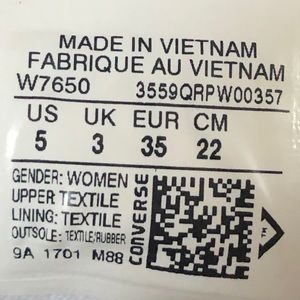 MADE IN VIETNAM
FABRIQUE AU VIETNAM
W7650 3559QRPW00357
US UK EUR CM
5 3 35 22
GENDER: WOMEN
UPPER: TEXTILE
LINING: TEXTILE
OUTSOLE: TEXTILE/RUBBER
9A 1701 M88
CONVERSE
TM